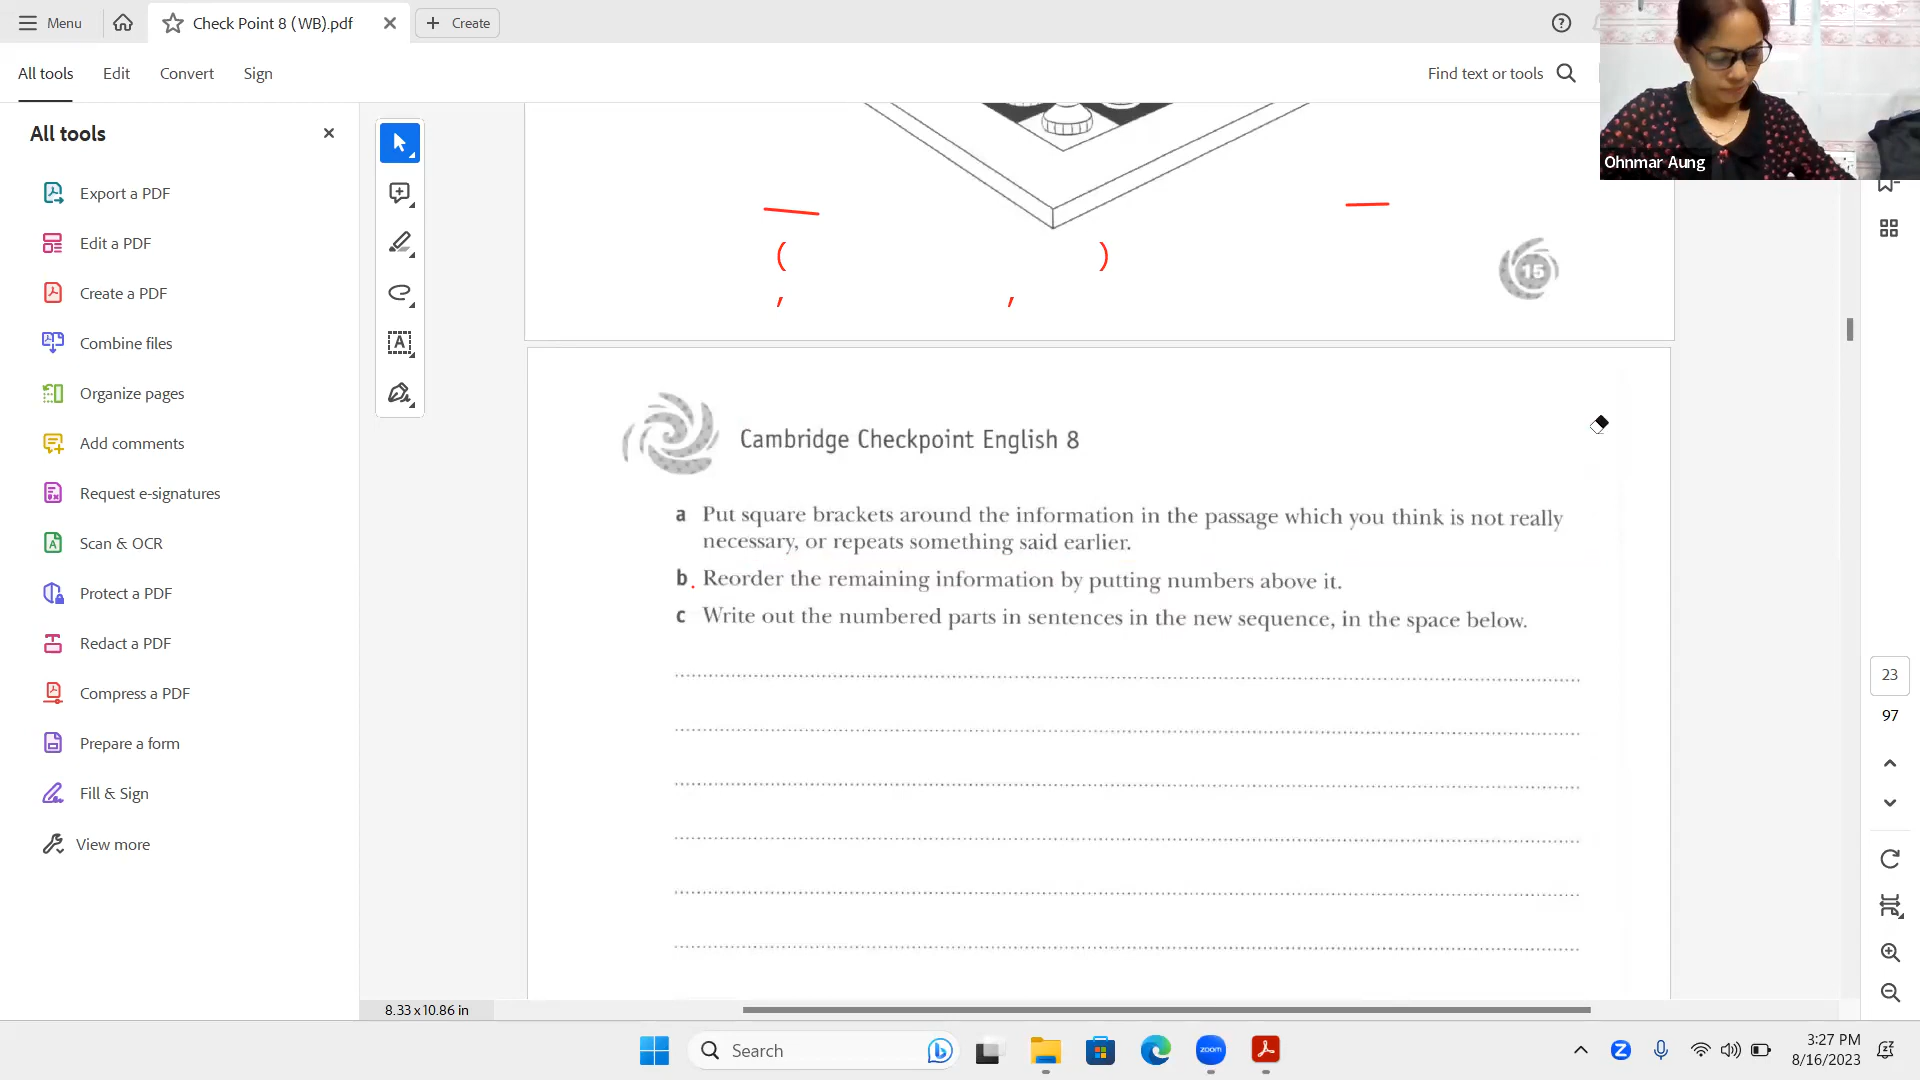 Menu
Check Point 8 (WB).pdf
Create
All tools
Edit
Convert
Sign
Find text or tools
Ohnmar Aung
All tools
Export a PDF
Edit a PDF
Create a PDF
Combine files
Organize pages
Add comments
Request e-signatures
Scan & OCR
Protect a PDF
Redact a PDF
Compress a PDF
Prepare a form
Fill & Sign
View more
( )
, ,
15
Cambridge Checkpoint English 8
a Put square brackets around the information in the passage which you think is not really
necessary, or repeats something said earlier.
b. Reorder the remaining information by putting numbers above it.
c Write out the numbered parts in sentences in the new sequence, in the space below.
23
97
8.33 x 10.86 in
Search
zoom
3:27 PM
8/16/2023